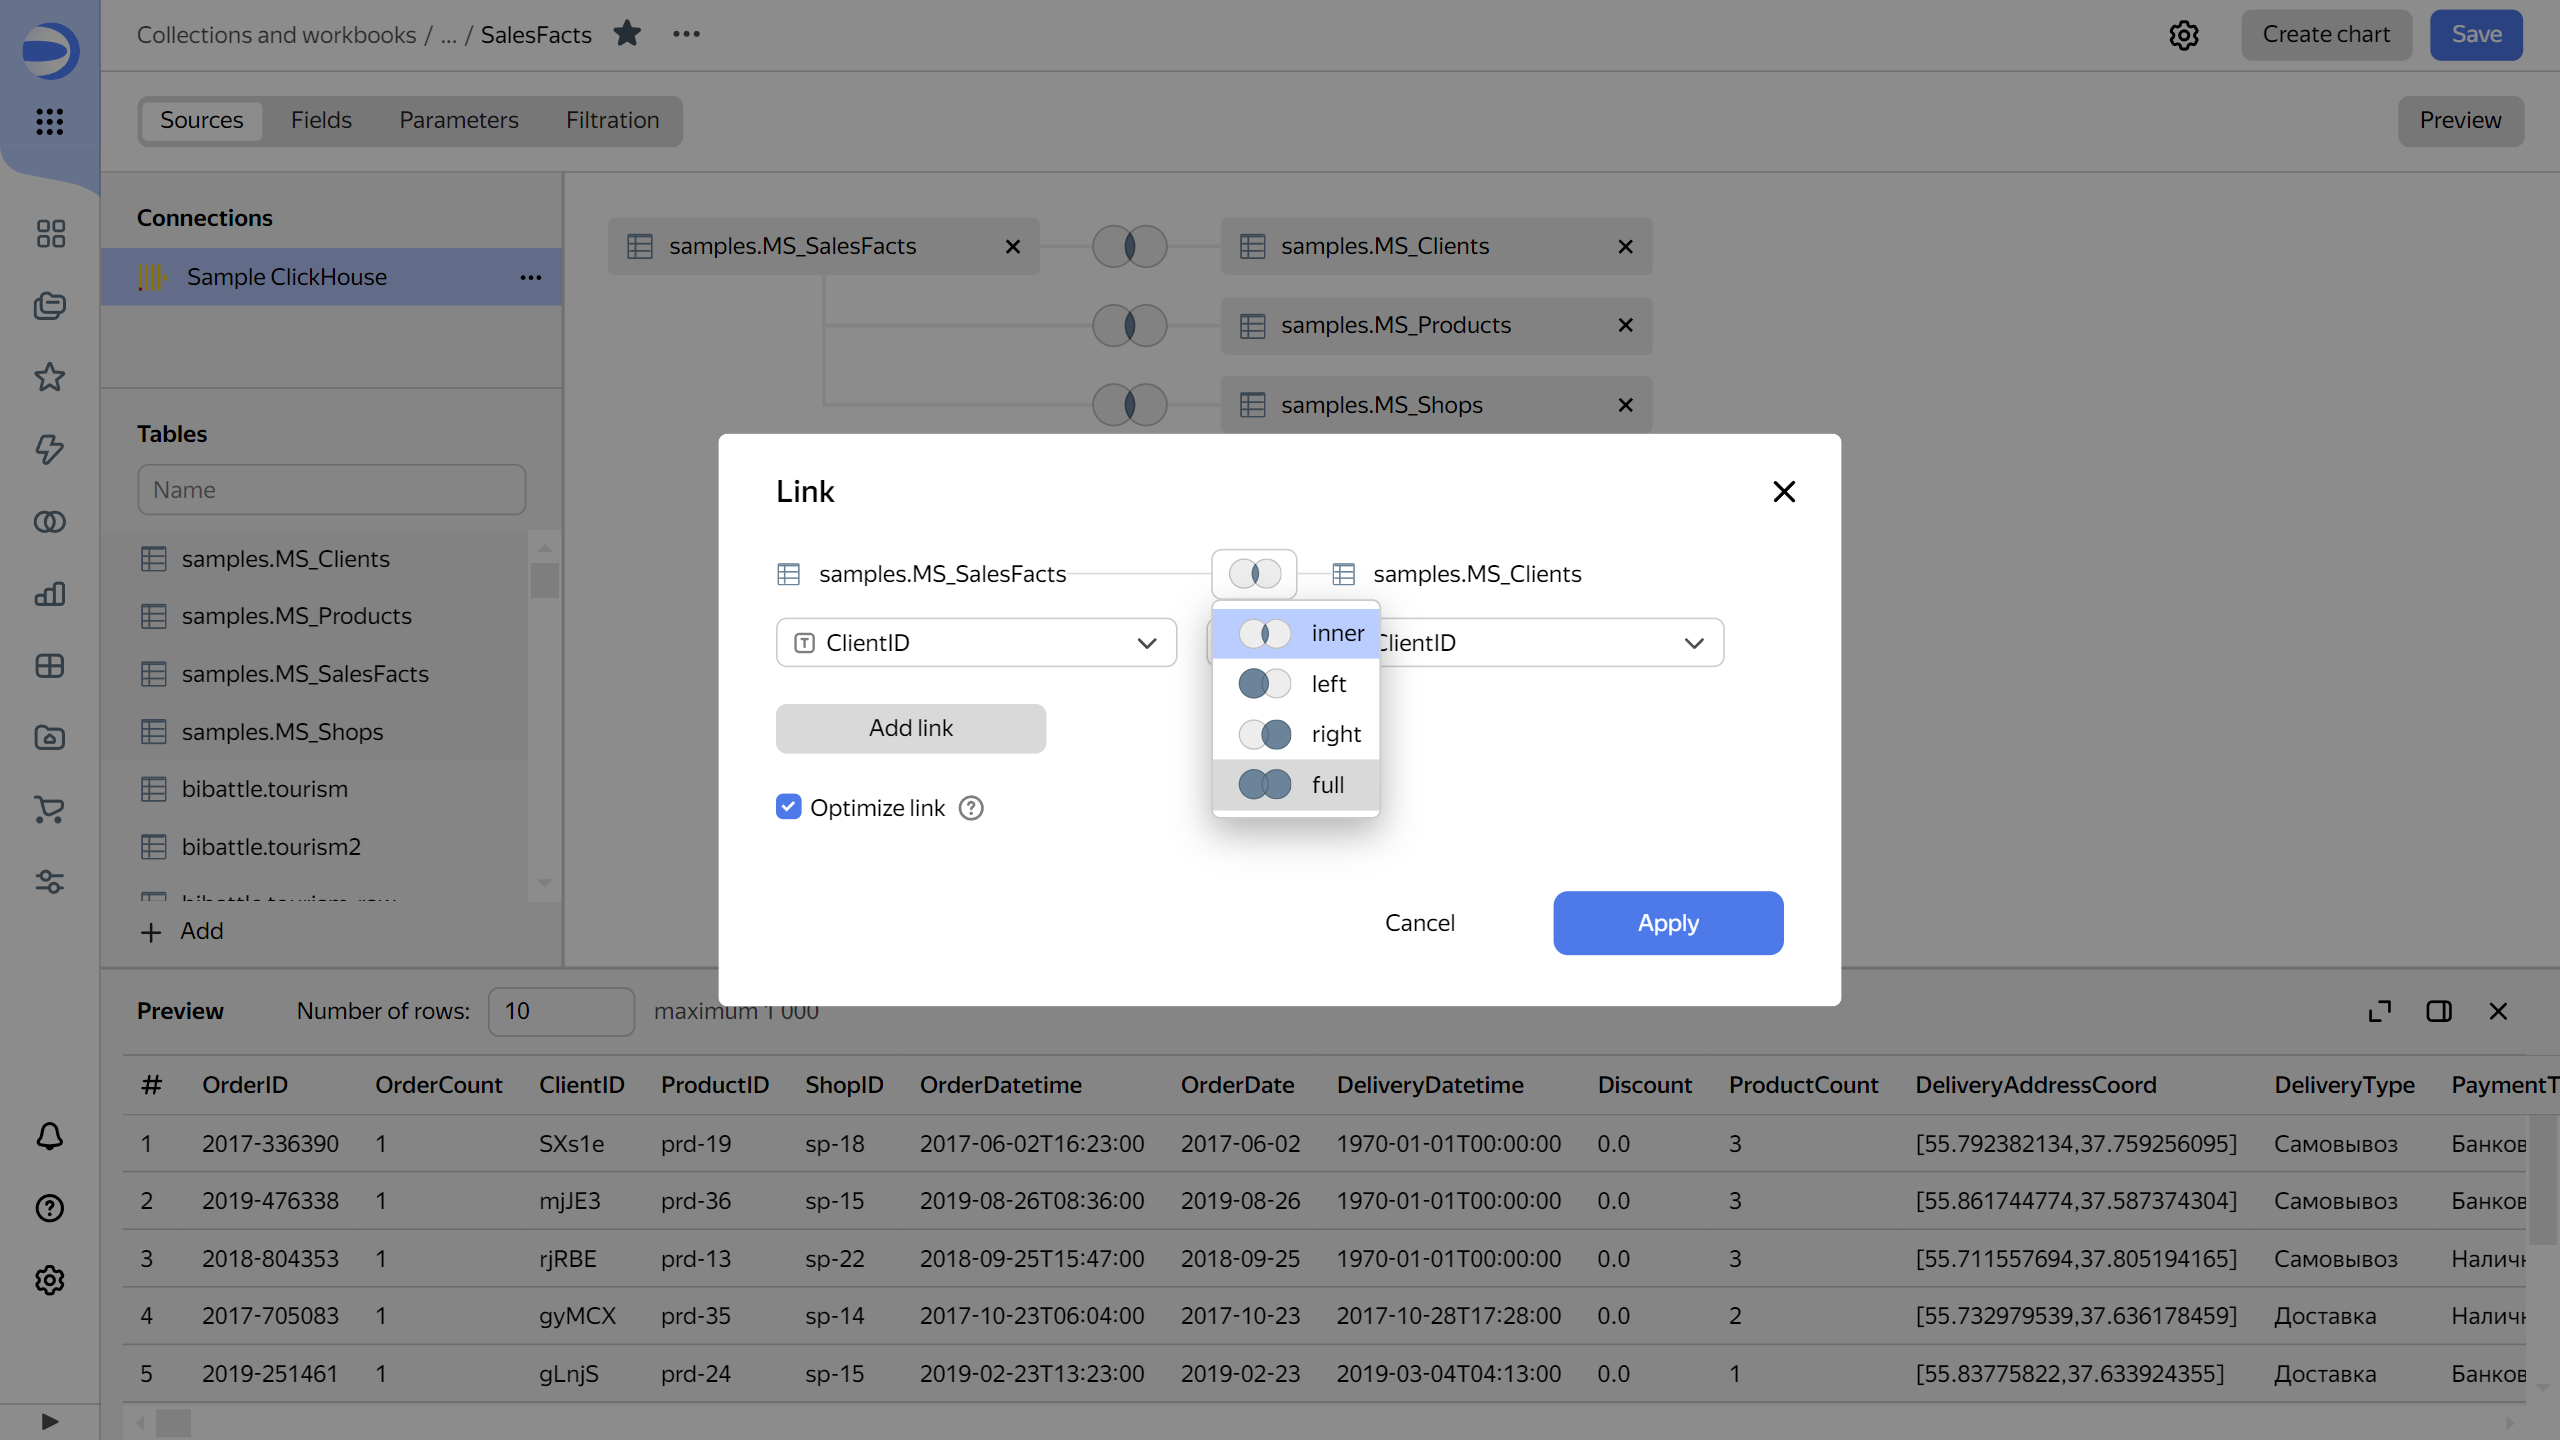 Collections and workbooks / ... / SalesFacts
Create chart
Save
Sources
Fields
Parameters
Filtration
Preview
Connections
Sample ClickHouse
samples.MS_SalesFacts
samples.MS_Clients
samples.MS_Products
samples.MS_Shops
Tables
Name
samples.MS_Clients
samples.MS_Products
samples.MS_SalesFacts
samples.MS_Shops
bibattle.tourism
bibattle.tourism2
Add
Link
samples.MS_SalesFacts
samples.MS_Clients
ClientID
ClientID
inner
left
right
full
Add link
Optimize link
Cancel
Apply
Preview
Number of rows:
10
maximum 1 000
# OrderID OrderCount ClientID ProductID ShopID OrderDatetime OrderDate DeliveryDatetime Discount ProductCount DeliveryAddressCoord DeliveryType PaymentT
1 2017-336390 1 SXs1e prd-19 sp-18 2017-06-02T16:23:00 2017-06-02 1970-01-01T00:00:00 0.0 3 [55.792382134,37.759256095] Самовывоз Банков
2 2019-476338 1 mjJE3 prd-36 sp-15 2019-08-26T08:36:00 2019-08-26 1970-01-01T00:00:00 0.0 3 [55.861744774,37.587374304] Самовывоз Банков
3 2018-804353 1 rjRBE prd-13 sp-22 2018-09-25T15:47:00 2018-09-25 1970-01-01T00:00:00 0.0 3 [55.711557694,37.805194165] Самовывоз Налич
4 2017-705083 1 gyMCX prd-35 sp-14 2017-10-23T06:04:00 2017-10-23 2017-10-28T17:28:00 0.0 2 [55.732979539,37.636178459] Доставка Налич
5 2019-251461 1 gLnjS prd-24 sp-15 2019-02-23T13:23:00 2019-02-23 2019-03-04T04:13:00 0.0 1 [55.83775822,37.633924355] Доставка Банков